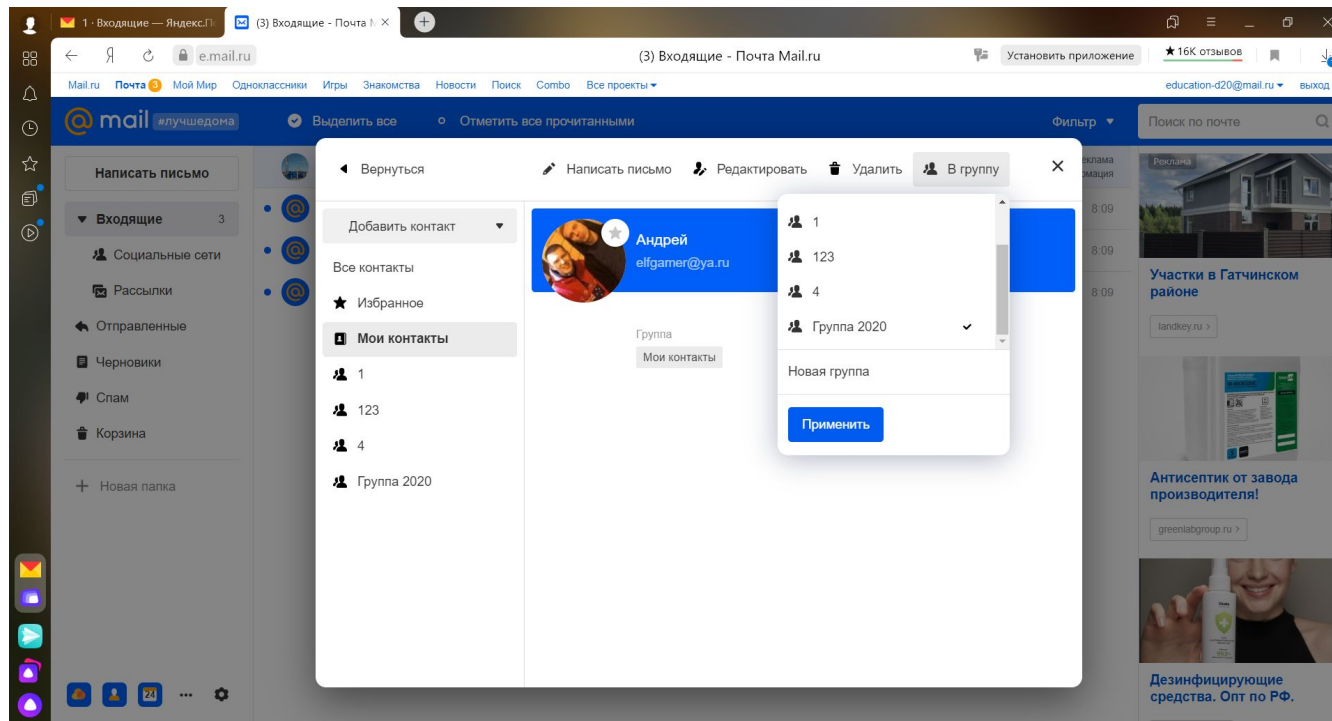 1 · Входящие — Яндекс.По
(3) Входящие - Почта M
Я
e.mail.ru
(3) Входящие - Почта Mail.ru
Установить приложение
★ 16K отзывов
Mail.ru Почта 3 Мой Мир Одноклассники Игры Знакомства Новости Поиск Combo Все проекты
education-d20@mail.ru выход
@mail #лучшедома
Выделить все
Отметить все прочитанными
Фильтр
Поиск по почте
Написать письмо
Входящие 3
Социальные сети
Рассылки
Отправленные
Черновики
Спам
Корзина
+ Новая папка
24
Вернуться
Написать письмо
Редактировать
Удалить
В группу
Добавить контакт
Все контакты
Избранное
Мои контакты
1
123
4
Группа 2020
Андрей
elfgamer@ya.ru
Группа
Мои контакты
1
123
4
Группа 2020
Новая группа
Применить
8:09
8:09
8:09
Реклама
Участки в Гатчинском
районе
landkey.ru >
Антисептик от завода
производителя!
greenlabgroup.ru >
Дезинфицирующие
средства. Опт по РФ.